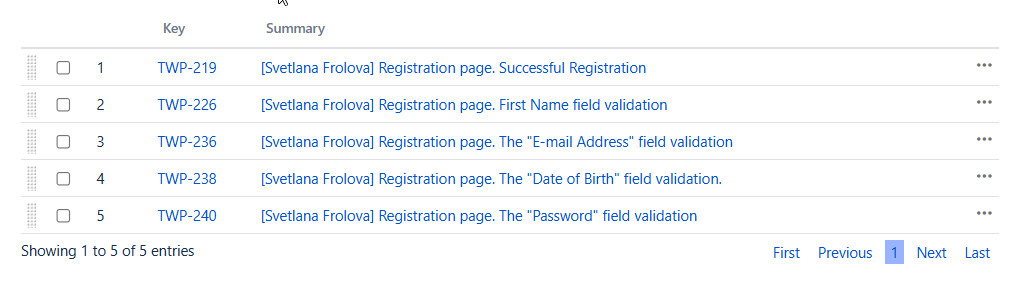 Key Summary
1 TWP-219 [Svetlana Frolova] Registration page. Successful Registration ...
2 TWP-226 [Svetlana Frolova] Registration page. First Name field validation ...
3 TWP-236 [Svetlana Frolova] Registration page. The "E-mail Address" field validation ...
4 TWP-238 [Svetlana Frolova] Registration page. The "Date of Birth" field validation. ...
5 TWP-240 [Svetlana Frolova] Registration page. The "Password" field validation ...
Showing 1 to 5 of 5 entries First Previous 1 Next Last